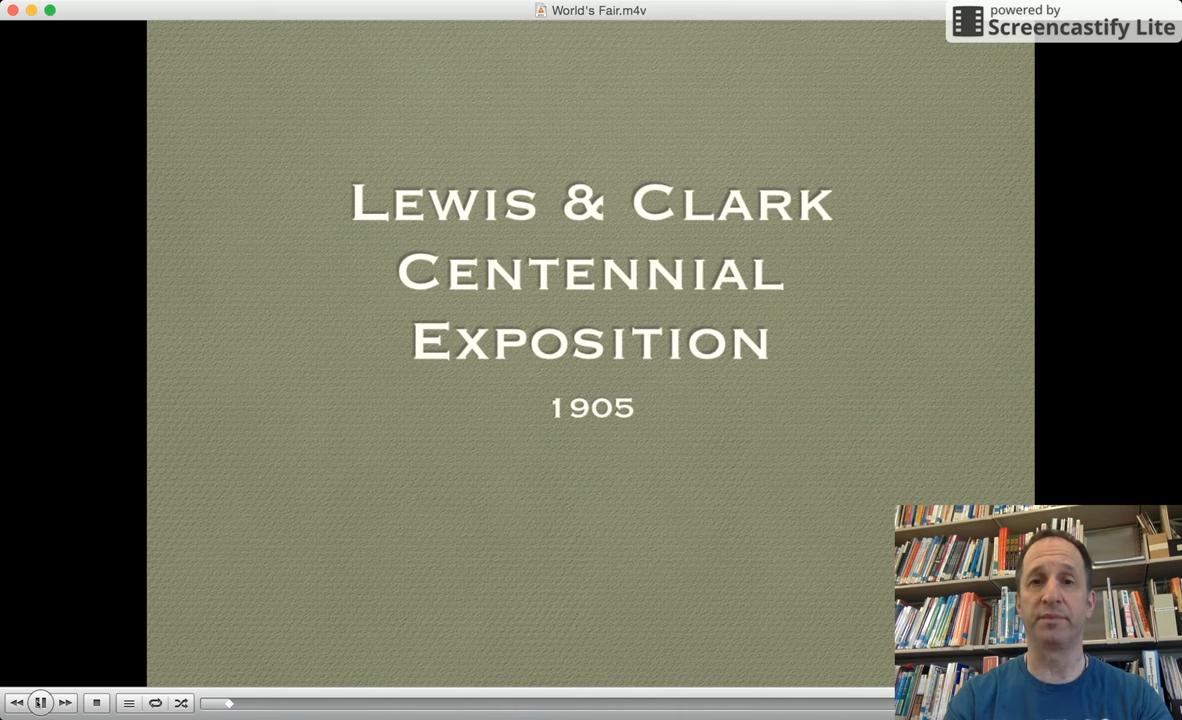 World's Fair.m4v
powered by
Screencastify Lite
Lewis & Clark
Centennial
Exposition
1905